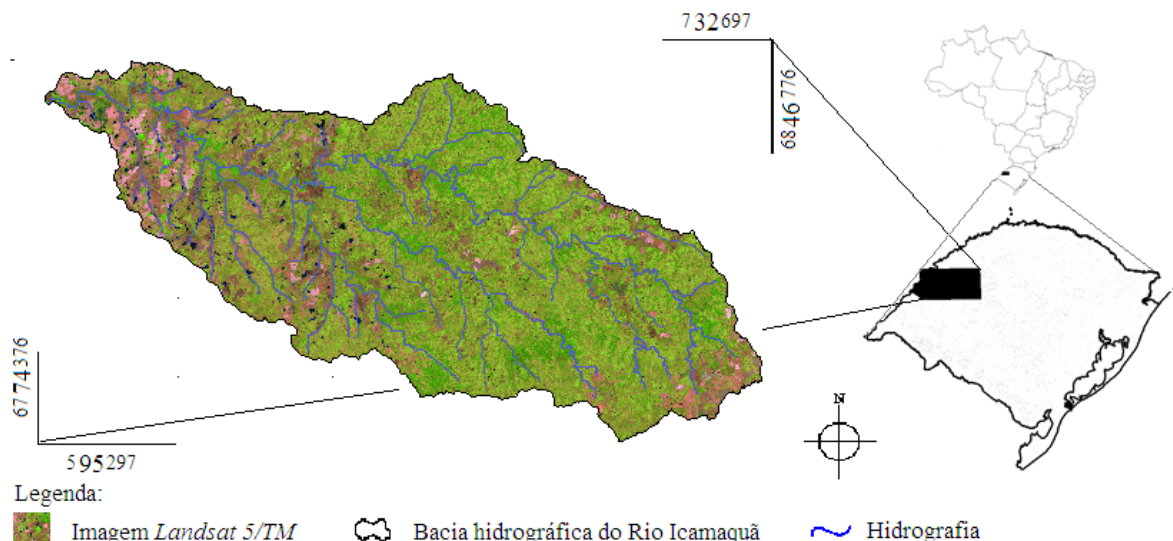 732697
6846776
6774376
595297
N
Legenda:
Imagem Landsat 5/TM
Bacia hidrográfica do Rio Icamaquã
Hidrografia